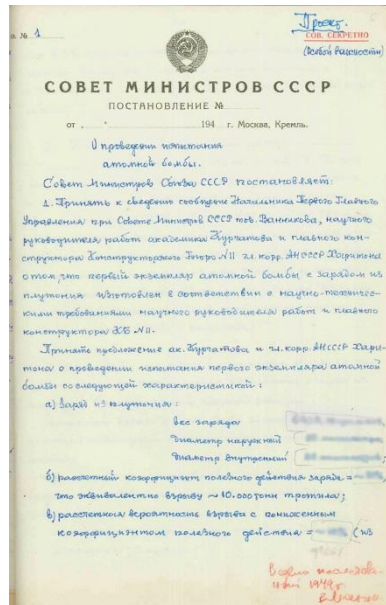 Проект.
СОВ. СЕКРЕТНО
(Особой важности)
№ 1
СОВЕТ МИНИСТРОВ СССР
ПОСТАНОВЛЕНИЕ №
от „ “ 194 г. Москва, Кремль.
О проведении испытания
атомной бомбы.
Совет Министров Союза ССР постановляет:
1. Принять к сведению сообщение Начальника Первого Главного
Управления при Совете Министров СССР тов. Ванникова, научного
руководителя работ академика Курчатова и главного кон-
структора Конструкторского бюро №11 чл. корр. АН СССР Харитона
о том, что первый экземпляр атомной бомбы с зарядом из
плутония изготовлен в соответствии с научно-техничес-
кими требованиями научного руководителя работ и главного
конструктора КБ №11.
Принять предложение ак. Курчатова и чл. корр. АН СССР Хари-
тона о проведении испытания первого экземпляра атомной
бомбы со следующей характеристикой:
а) Заряд из плутония:
вес заряда
диаметр наружный
диаметр внутренний
б) расчетный коэффициент полезного действия заряда =
что эквивалентно взрыву ~ 10.000 тонн тротила;
в) расчетная вероятность взрыва с пониженным
коэффициентом полезного действия = (из
1949 г.